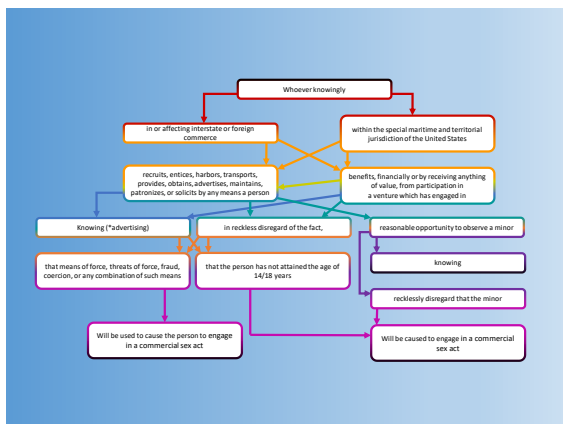 Whoever knowingly
in or affecting interstate or foreign
commerce
within the special maritime and territorial
jurisdiction of the United States
recruits, entices, harbors, transports,
provides, obtains, advertises, maintains,
patronizes, or solicits by any means a person
benefits, financially or by receiving anything
of value, from participation in
a venture which has engaged in
Knowing (*advertising)
in reckless disregard of the fact,
reasonable opportunity to observe a minor
that means of force, threats of force, fraud,
coercion, or any combination of such means
that the person has not attained the age of
14/18 years
knowing
recklessly disregard that the minor
Will be used to cause the person to engage
in a commercial sex act
Will be caused to engage in a commercial
sex act